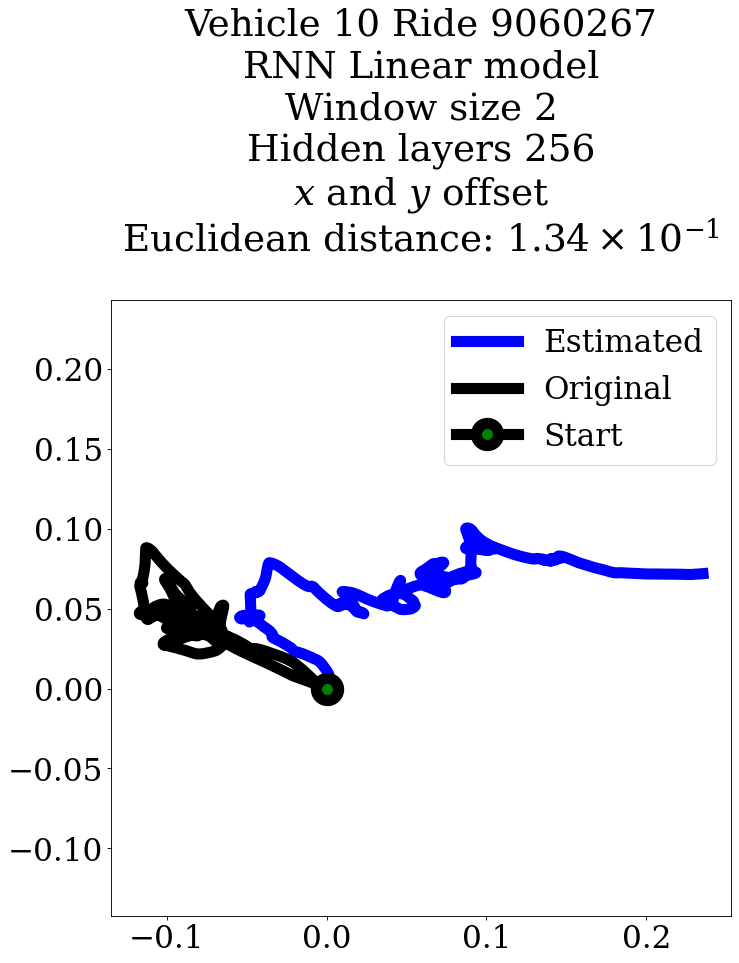 Vehicle 10 Ride 9060267
RNN Linear model
Window size 2
Hidden layers 256
x and y offset
Euclidean distance: 1.34 × 10⁻¹
Estimated
Original
Start
0.20
0.15
0.10
0.05
0.00
−0.05
−0.10
−0.1 0.0 0.1 0.2